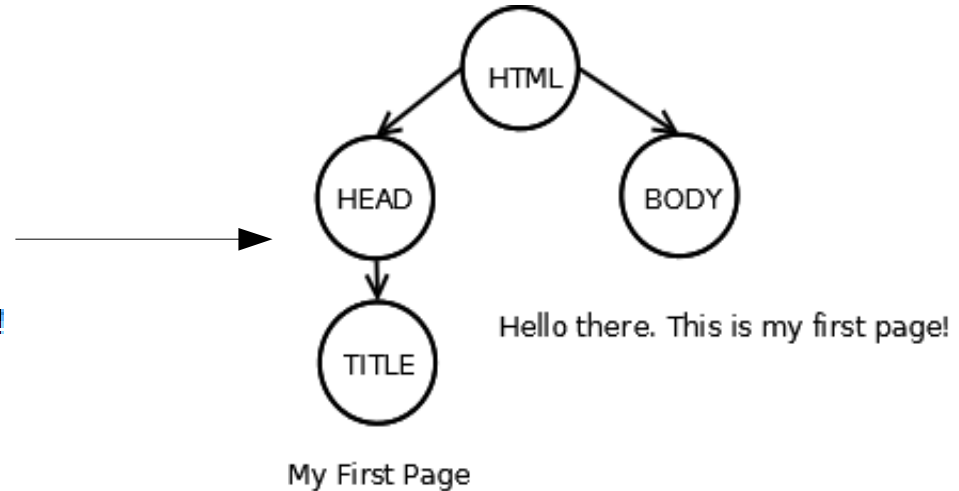 HTML
HEAD
BODY
!
Hello there. This is my first page!
TITLE
My First Page